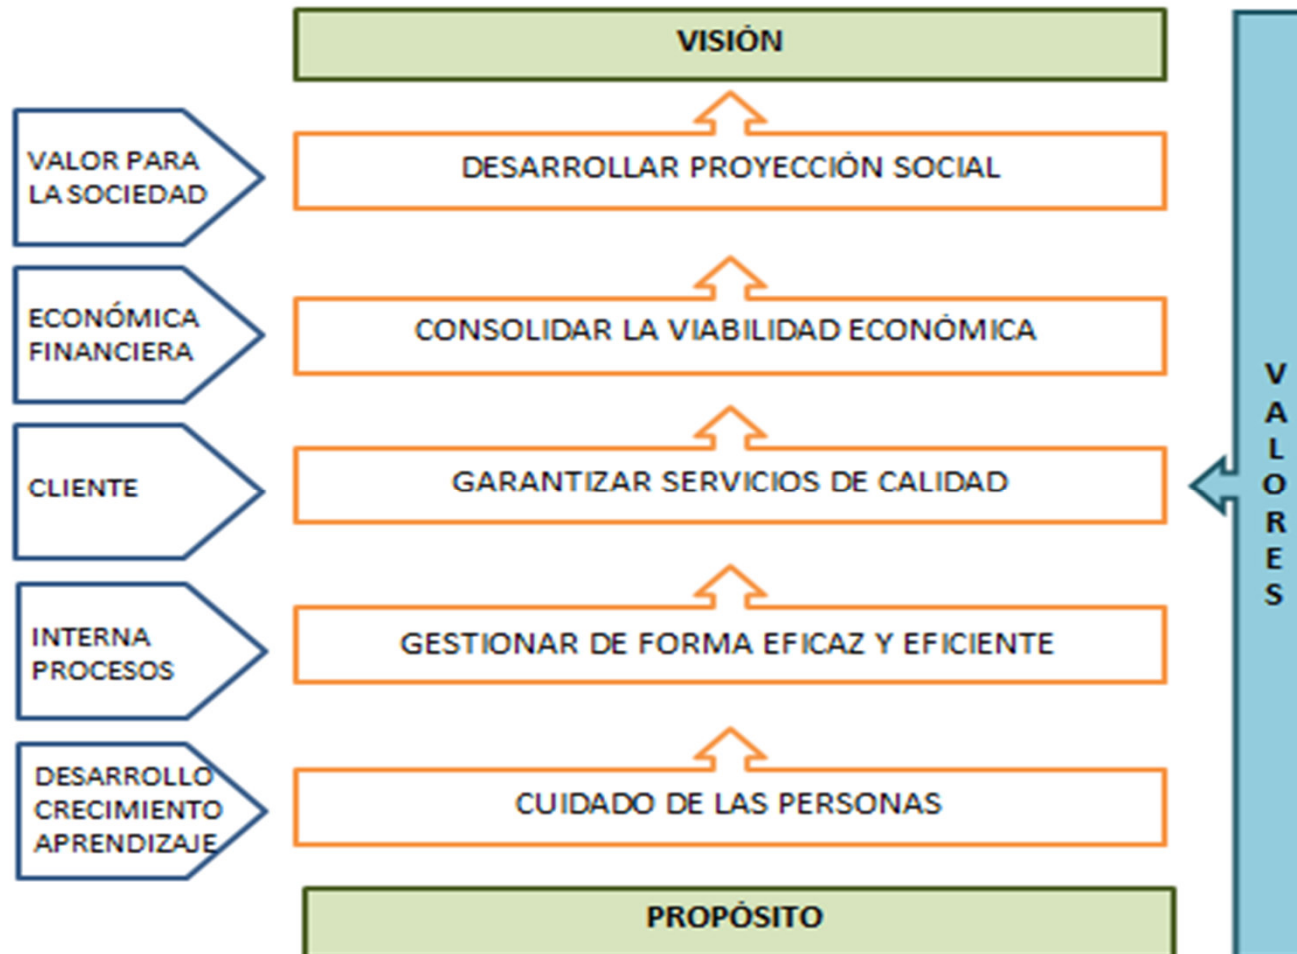 VISIÓN
VALOR PARA
LA SOCIEDAD
DESARROLLAR PROYECCIÓN SOCIAL
ECONÓMICA
FINANCIERA
CONSOLIDAR LA VIABILIDAD ECONÓMICA
CLIENTE
GARANTIZAR SERVICIOS DE CALIDAD
INTERNA
PROCESOS
GESTIONAR DE FORMA EFICAZ Y EFICIENTE
DESARROLLO
CRECIMIENTO
APRENDIZAJE
CUIDADO DE LAS PERSONAS
PROPÓSITO
VALORES